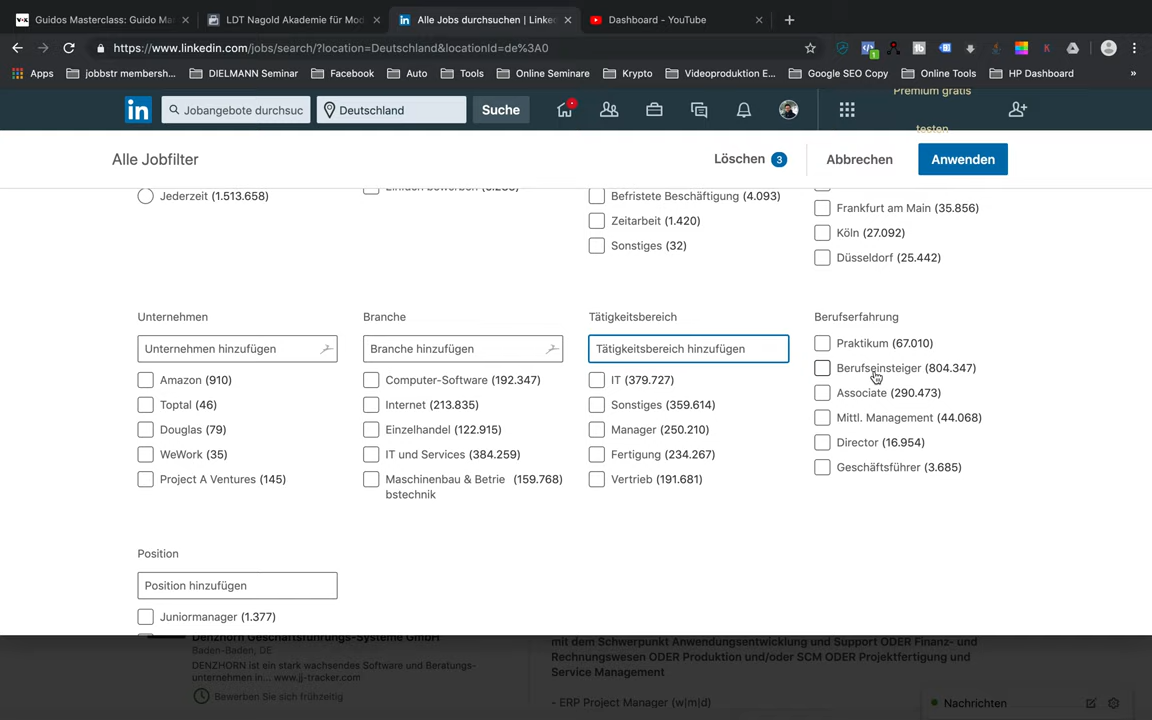 Guidos Masterclass: Guido Ma
LDT Nagold Akademie für Mod
Alle Jobs durchsuchen | Linke
Dashboard - YouTube
https://www.linkedin.com/jobs/search/?location=Deutschland&locationId=de%3A0
Apps
jobbstr membersh...
DIELMANN Seminar
Facebook
Auto
Tools
Online Seminare
Krypto
Videoproduktion E...
Google SEO Copy
Online Tools
HP Dashboard
»
in
Jobangebote durchsuc
Deutschland
Suche
Premium gratis
testen
Alle Jobfilter
Löschen 3
Abbrechen
Anwenden
Jederzeit (1.513.658)
Befristete Beschäftigung (4.093)
Zeitarbeit (1.420)
Sonstiges (32)
Frankfurt am Main (35.856)
Köln (27.092)
Düsseldorf (25.442)
Unternehmen
Unternehmen hinzufügen
Amazon (910)
Toptal (46)
Douglas (79)
WeWork (35)
Project A Ventures (145)
Branche
Branche hinzufügen
Computer-Software (192.347)
Internet (213.835)
Einzelhandel (122.915)
IT und Services (384.259)
Maschinenbau & Betrie (159.768)
bstechnik
Tätigkeitsbereich
Tätigkeitsbereich hinzufügen
IT (379.727)
Sonstiges (359.614)
Manager (250.210)
Fertigung (234.267)
Vertrieb (191.681)
Berufserfahrung
Praktikum (67.010)
Berufseinsteiger (804.347)
Associate (290.473)
Mittl. Management (44.068)
Director (16.954)
Geschäftsführer (3.685)
Position
Position hinzufügen
Juniormanager (1.377)
Denzhorn Geschäftsführungs-Systeme GmbH
Baden-Baden, DE
DENZHORN ist ein stark wachsendes Software und Beratungs-
unternehmen in... www.jj-tracker.com
Bewerben Sie sich frühzeitig
mit dem Schwerpunkt Anwendungsentwicklung und Support ODER Finanz- und
Rechnungswesen ODER Produktion und/oder SCM ODER Projektfertigung und
Service Management
- ERP Project Manager (w|m|d)
Nachrichten